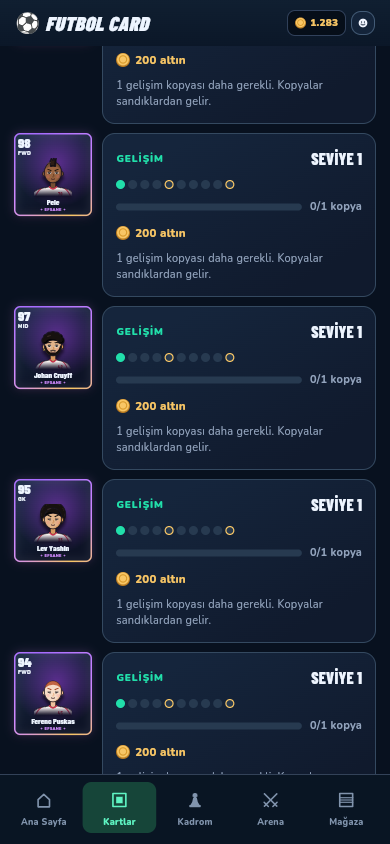 FUTBOL CARD
1.283
200 altın
1 gelişim kopyası daha gerekli. Kopyalar
sandıklardan gelir.
98
FWD
Pele
• EFSANE •
GELİŞİM
SEVİYE 1
0/1 kopya
200 altın
1 gelişim kopyası daha gerekli. Kopyalar
sandıklardan gelir.
97
MID
Johan Cruyff
• EFSANE •
GELİŞİM
SEVİYE 1
0/1 kopya
200 altın
1 gelişim kopyası daha gerekli. Kopyalar
sandıklardan gelir.
95
GK
Lev Yashin
• EFSANE •
GELİŞİM
SEVİYE 1
0/1 kopya
200 altın
1 gelişim kopyası daha gerekli. Kopyalar
sandıklardan gelir.
94
FWD
Ferenc Puskas
• EFSANE •
GELİŞİM
SEVİYE 1
0/1 kopya
200 altın
Ana Sayfa
Kartlar
Kadrom
Arena
Mağaza